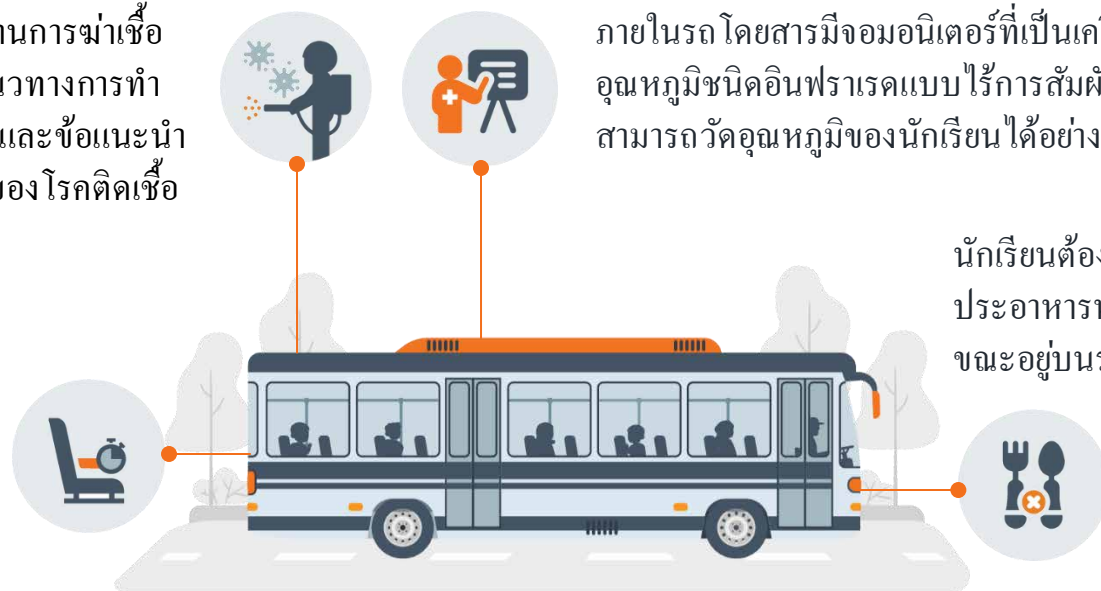 านการฆ่าเชื้อ
นวทางการทำ
และข้อแนะนำ
ของโรคติดเชื้อ
ภายในรถโดยสารมีจอมอนิเตอร์ที่เป็นเค
อุณหภูมิชนิดอินฟราเรดแบบไร้การสัมผั
สามารถวัดอุณหภูมิของนักเรียนได้อย่าง
นักเรียนต้อง
ประอาหาร
ขณะอยู่บนร